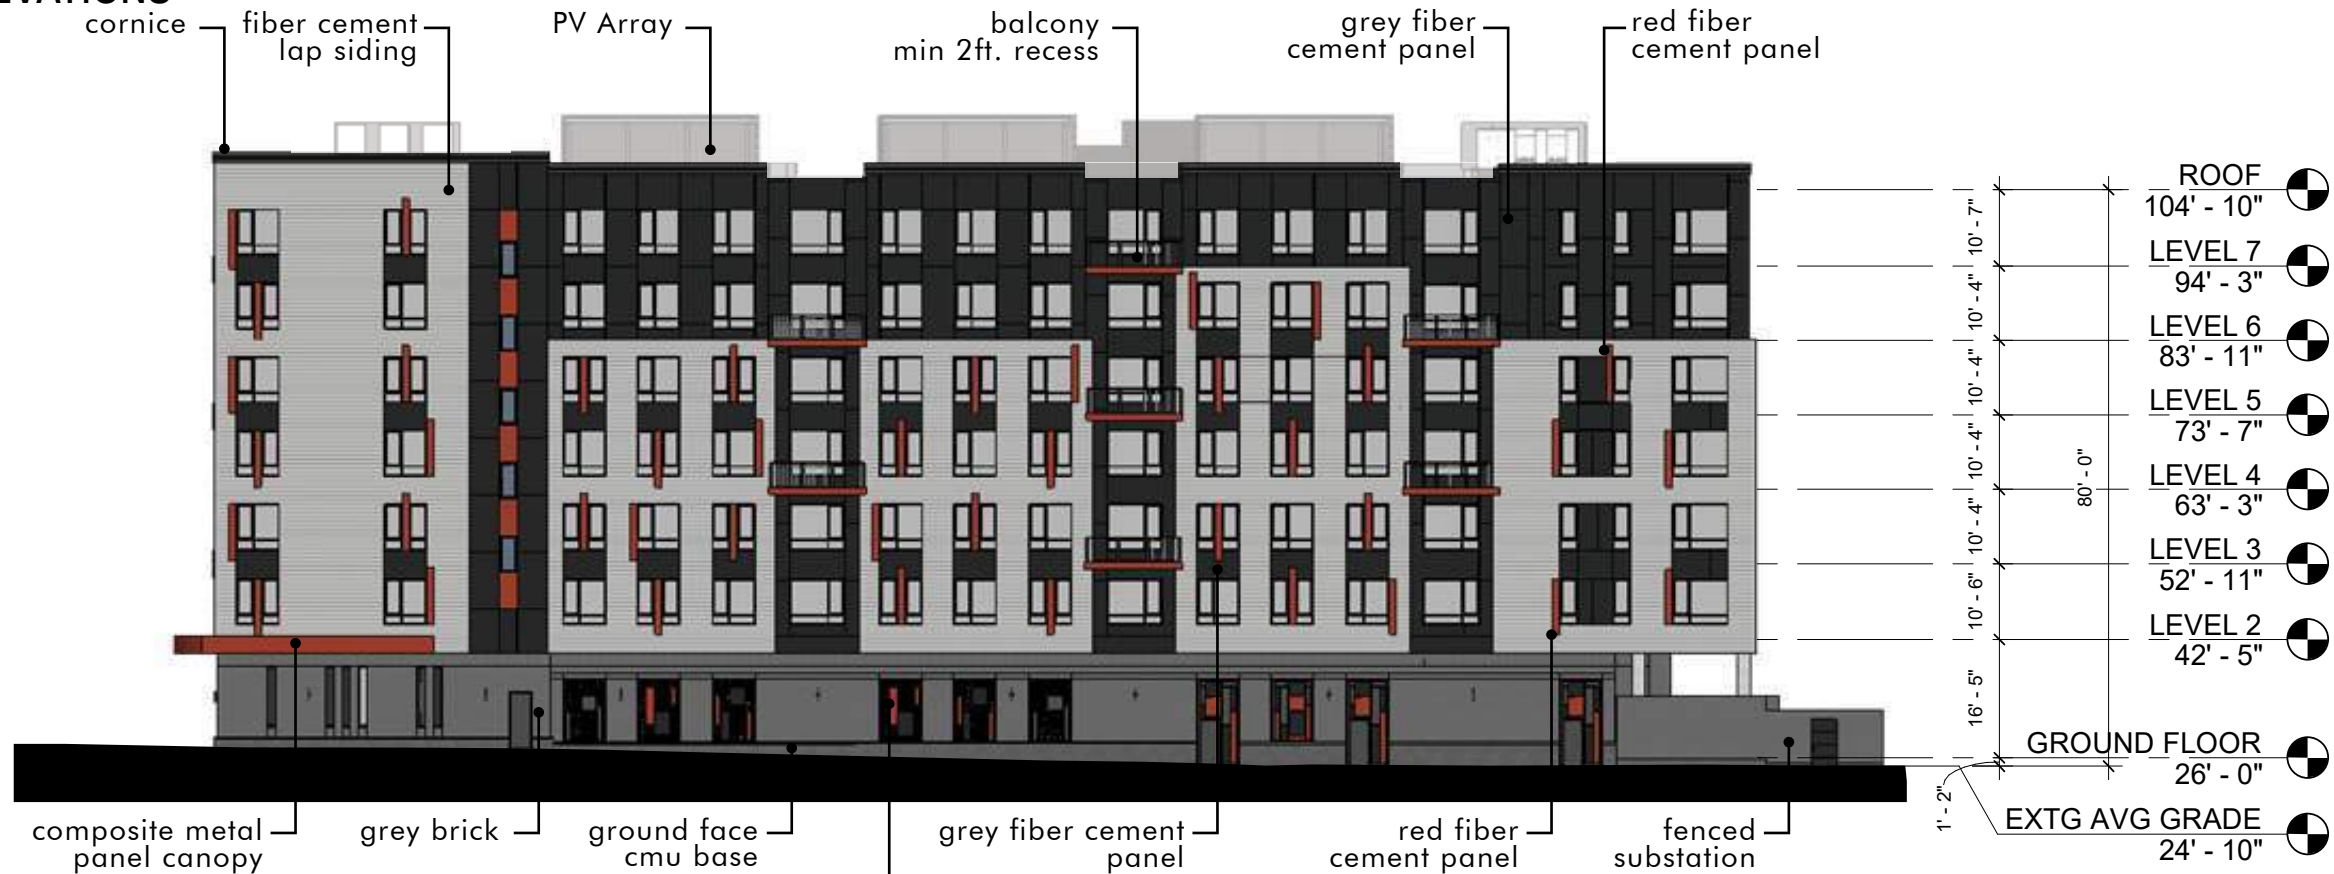 cornice
fiber cement
lap siding
PV Array
balcony
min 2ft. recess
grey fiber
cement panel
red fiber
cement panel
ROOF
104' - 10"
10' - 7"
LEVEL 7
94' - 3"
10' - 4"
LEVEL 6
83' - 11"
10' - 4"
LEVEL 5
73' - 7"
10' - 4"
LEVEL 4
63' - 3"
80' - 0"
10' - 4"
LEVEL 3
52' - 11"
10' - 6"
LEVEL 2
42' - 5"
16' - 5"
GROUND FLOOR
26' - 0"
1' - 2"
EXTG AVG GRADE
24' - 10"
composite metal
panel canopy
grey brick
ground face
cmu base
grey fiber cement
panel
red fiber
cement panel
fenced
substation